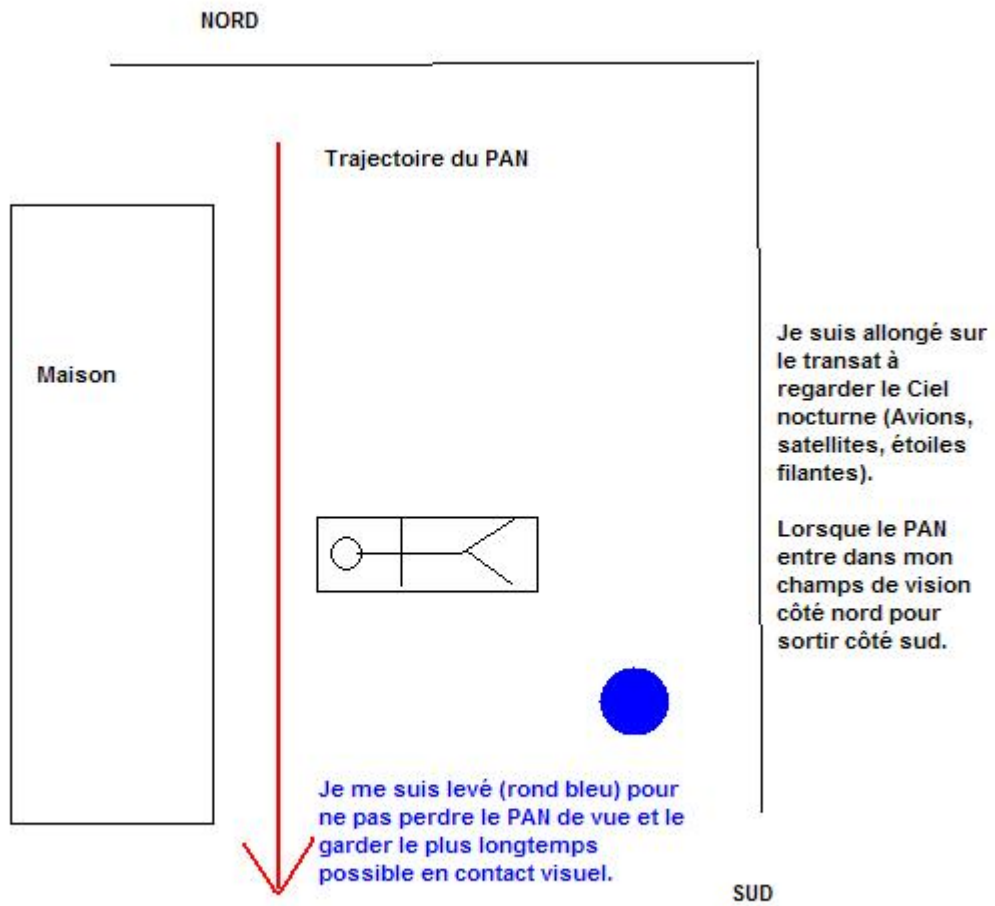 NORD
Trajectoire du PAN
Maison
Je suis allongé sur
le transat à
regarder le Ciel
nocturne (Avions,
satellites, étoiles
filantes).
Lorsque le PAN
entre dans mon
champs de vision
côté nord pour
sortir côté sud.
Je me suis levé (rond bleu) pour
ne pas perdre le PAN de vue et le
garder le plus longtemps
possible en contact visuel.
SUD